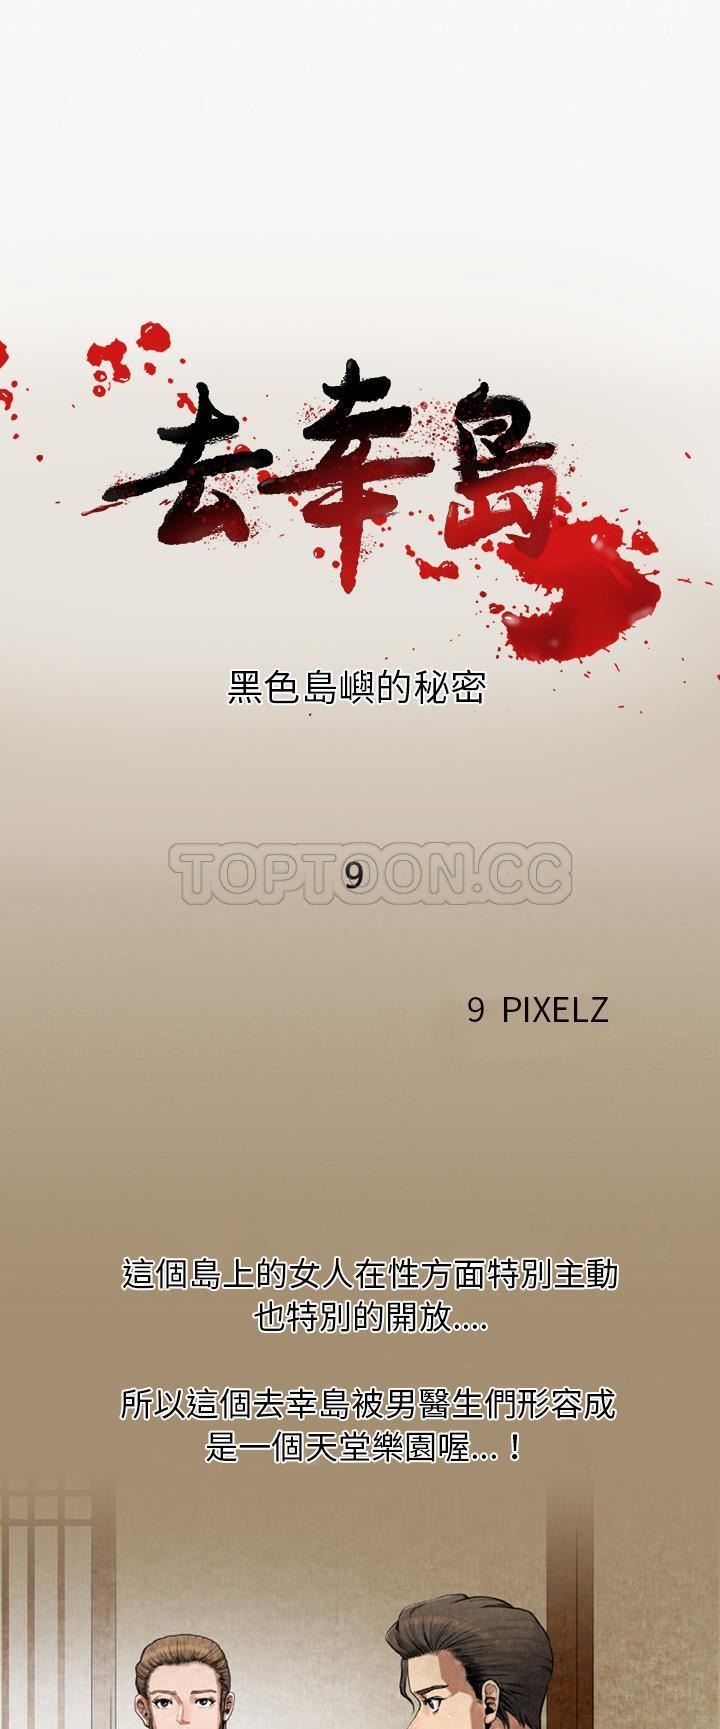 去幸島
黑色島嶼的秘密
TOPTOON.CC
9
9 PIXELZ
這個島上的女人在性方面特別主動
也特別的開放....
所以這個去幸島被男醫生們形容成
是一個天堂樂園喔...！